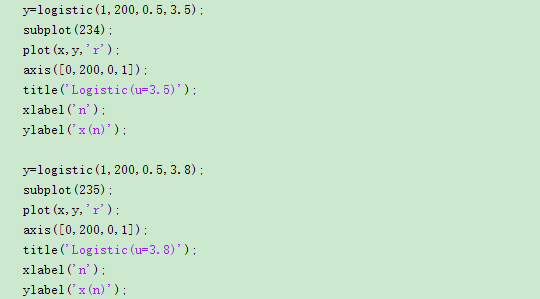 y=logistic(1,200,0.5,3.5);
subplot(234);
plot(x,y,'r');
axis([0,200,0,1]);
title('Logistic(u=3.5)');
xlabel('n');
ylabel('x(n)');
y=logistic(1,200,0.5,3.8);
subplot(235);
plot(x,y,'r');
axis([0,200,0,1]);
title('Logistic(u=3.8)');
xlabel('n');
ylabel('x(n)');